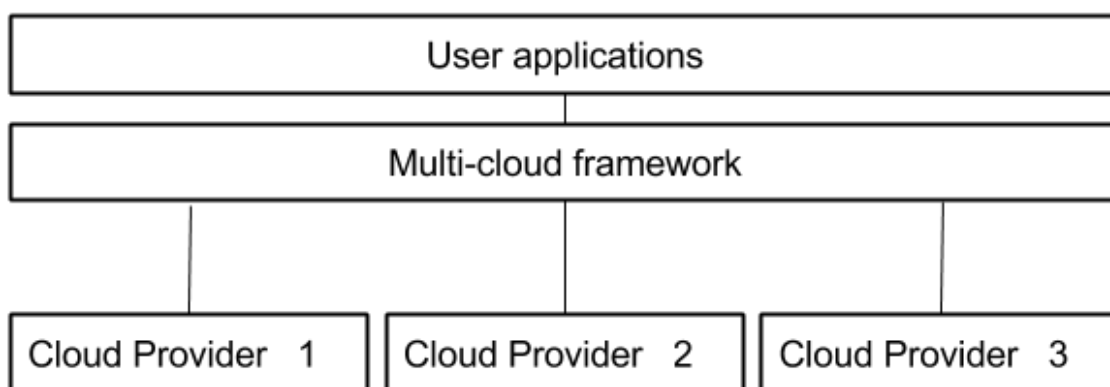 User applications
Multi-cloud framework
Cloud Provider 1
Cloud Provider 2
Cloud Provider 3